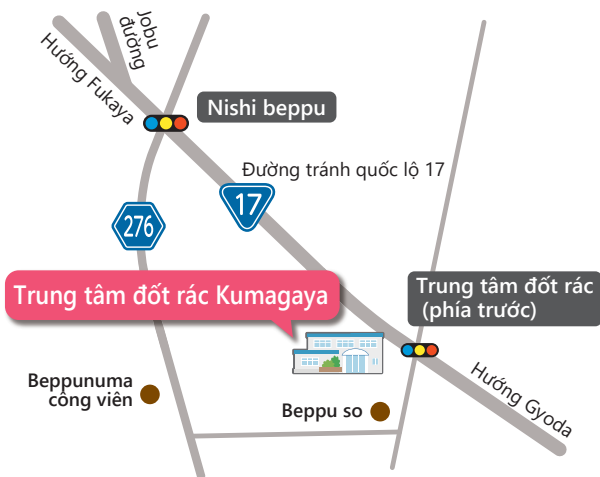 Jobu
đường
Hướng Fukaya
Nishi beppu
Đường tránh quốc lộ 17
17
276
Trung tâm đốt rác Kumagaya
Trung tâm đốt rác
(phía trước)
Beppunuma
công viên
Beppu so
Hướng Gyoda